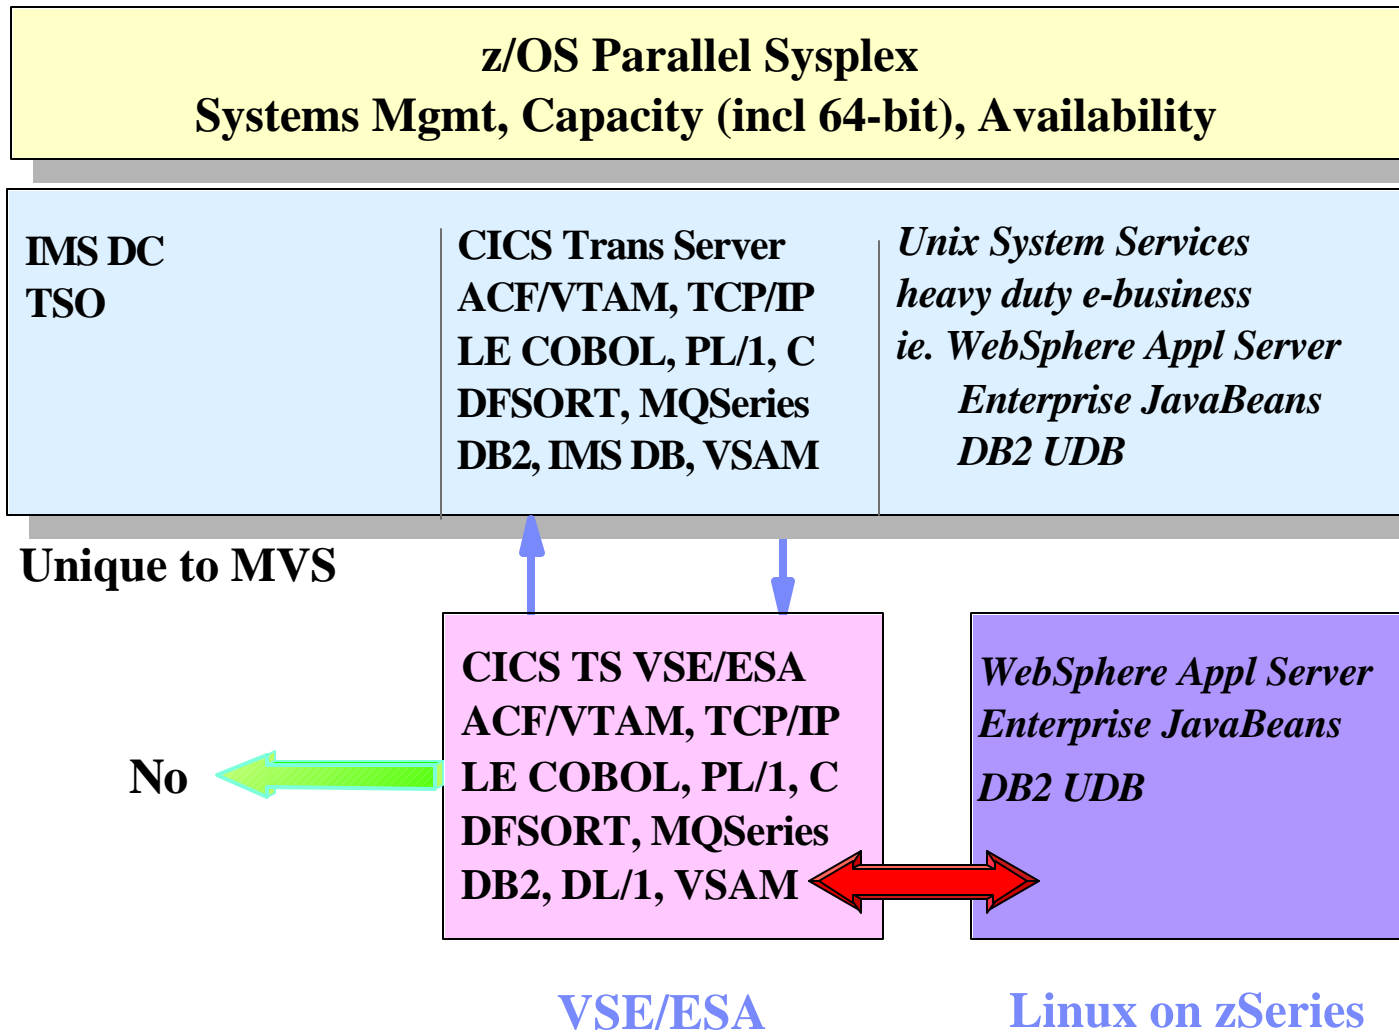 z/OS Parallel Sysplex
Systems Mgmt, Capacity (incl 64-bit), Availability
IMS DC
TSO
CICS Trans Server
ACF/VTAM, TCP/IP
LE COBOL, PL/1, C
DFSORT, MQSeries
DB2, IMS DB, VSAM
Unix System Services
heavy duty e-business
ie. WebSphere Appl Server
Enterprise JavaBeans
DB2 UDB
Unique to MVS
No
CICS TS VSE/ESA
ACF/VTAM, TCP/IP
LE COBOL, PL/1, C
DFSORT, MQSeries
DB2, DL/1, VSAM
WebSphere Appl Server
Enterprise JavaBeans
DB2 UDB
VSE/ESA
Linux on zSeries